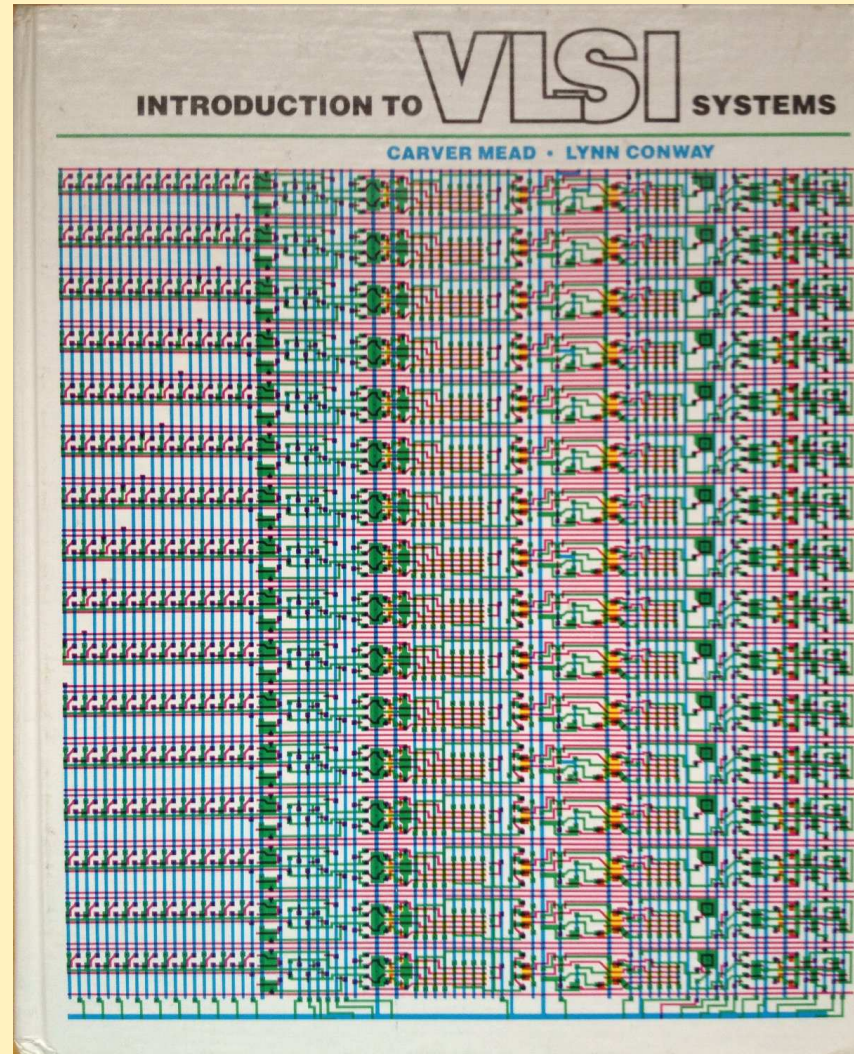 INTRODUCTION TO VLSI SYSTEMS
CARVER MEAD • LYNN CONWAY